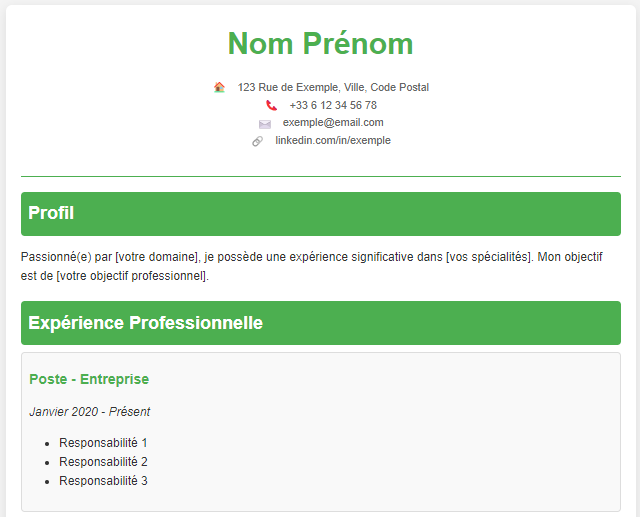 Nom Prénom
123 Rue de Exemple, Ville, Code Postal
+33 6 12 34 56 78
exemple@email.com
linkedin.com/in/exemple
Profil
Passionné(e) par [votre domaine], je possède une expérience significative dans [vos spécialités]. Mon objectif
est de [votre objectif professionnel].
Expérience Professionnelle
Poste - Entreprise
Janvier 2020 - Présent
• Responsabilité 1
• Responsabilité 2
• Responsabilité 3